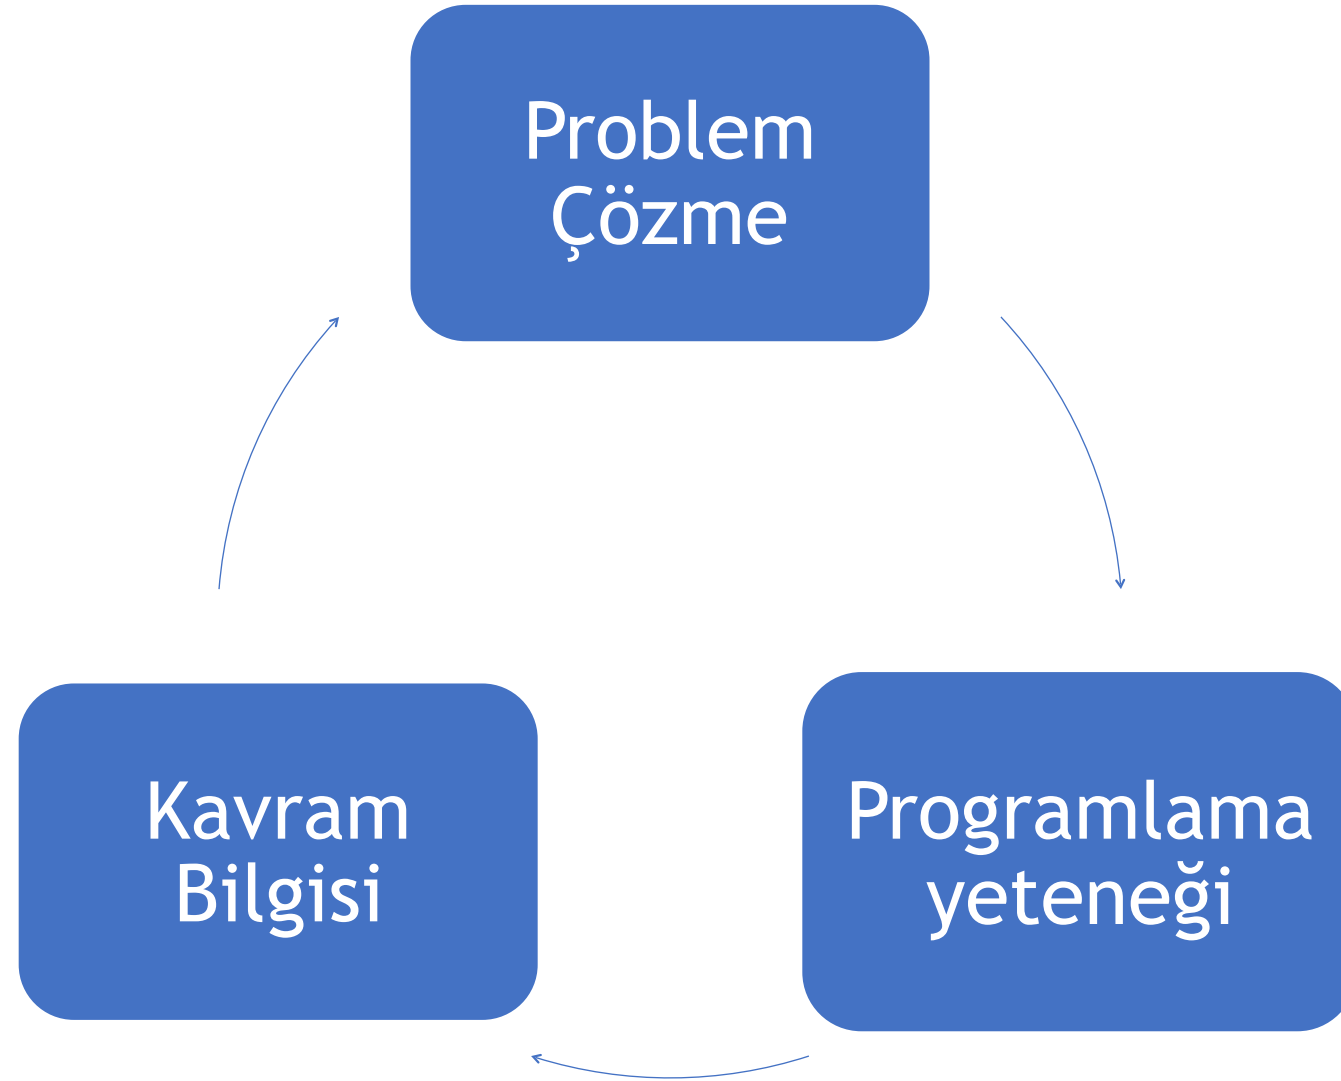 Problem
Çözme
Kavram
Bilgisi
Programlama
yeteneği